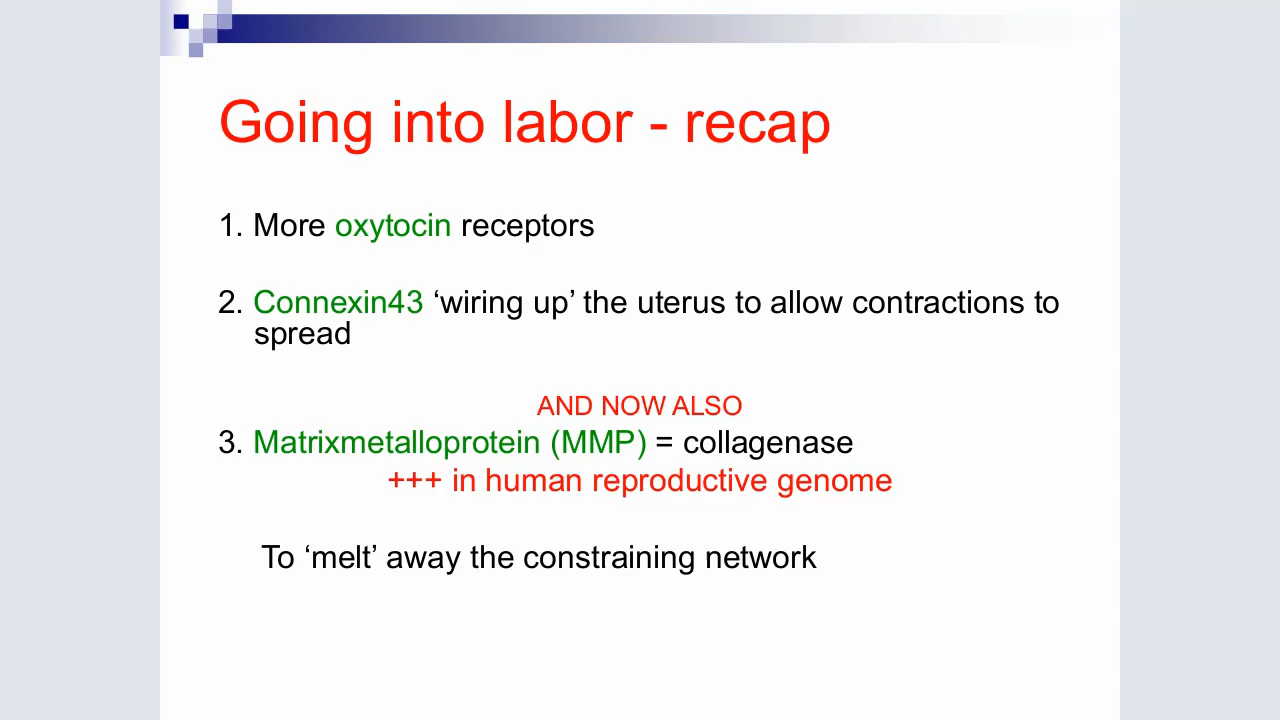 Going into labor - recap
1. More oxytocin receptors
2. Connexin43 ‘wiring up’ the uterus to allow contractions to
spread
AND NOW ALSO
3. Matrixmetalloprotein (MMP) = collagenase
+++ in human reproductive genome
To ‘melt’ away the constraining network